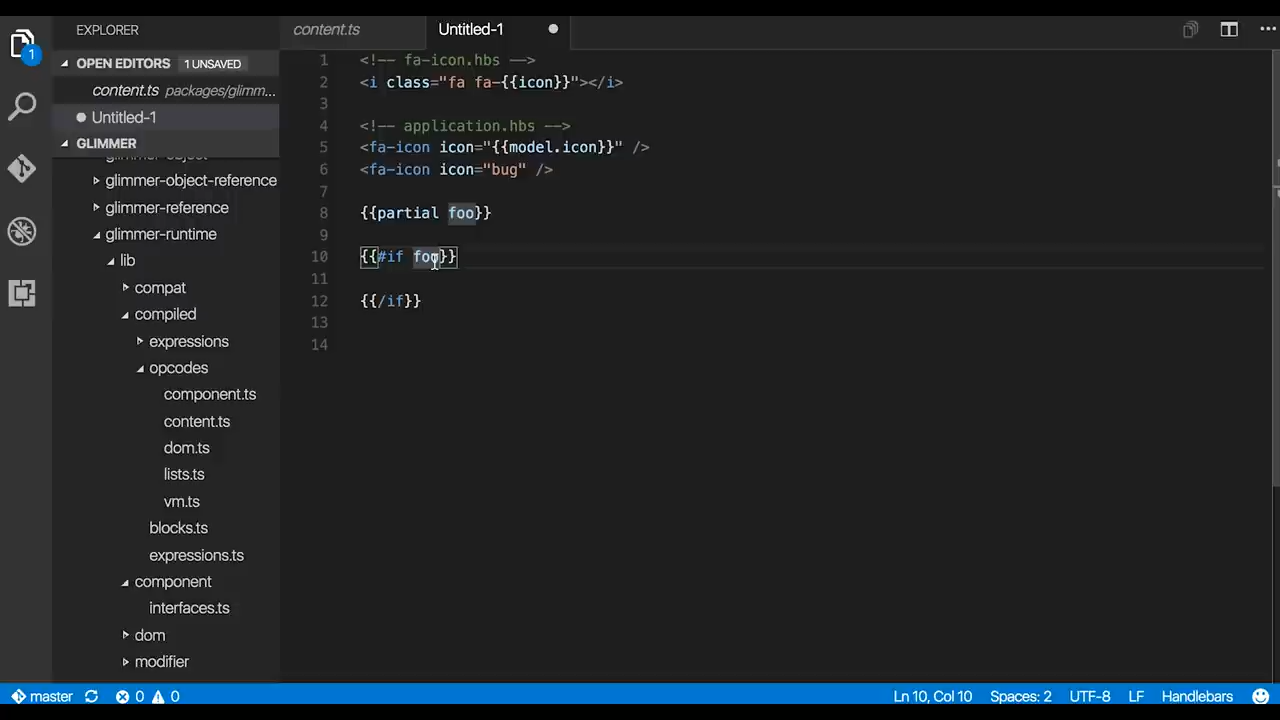 EXPLORER
content.ts
Untitled-1
OPEN EDITORS 1 UNSAVED
content.ts packages/glimm...
Untitled-1
GLIMMER
glimmer-object
glimmer-object-reference
glimmer-reference
glimmer-runtime
lib
compat
compiled
expressions
opcodes
component.ts
content.ts
dom.ts
lists.ts
vm.ts
blocks.ts
expressions.ts
component
interfaces.ts
dom
modifier
1
1 <!-- fa-icon.hbs -->
2 <i class="fa fa-{{icon}}"></i>
3
4 <!-- application.hbs -->
5 <fa-icon icon="{{model.icon}}" />
6 <fa-icon icon="bug" />
7
8 {{partial foo}}
9
10 {{#if foo}}
11
12 {{/if}}
13
14
master 0 0 Ln 10, Col 10 Spaces: 2 UTF-8 LF Handlebars